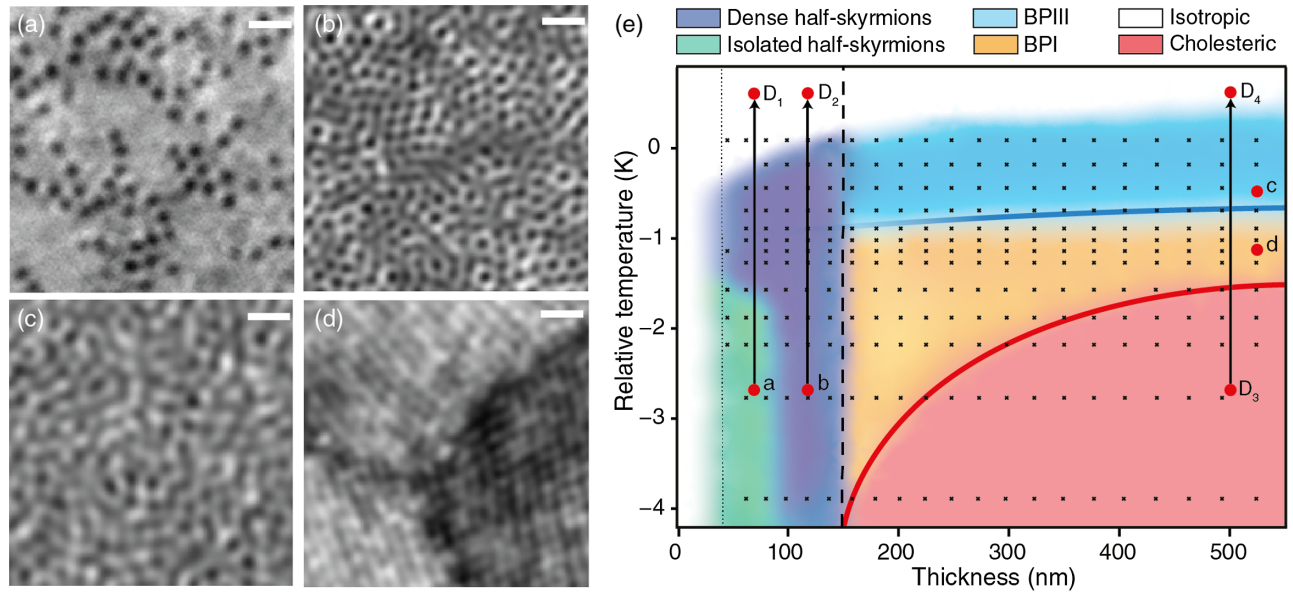 (a)
(b)
(c)
(d)
(e)
Dense half-skyrmions
BPIII
Isotropic
Isolated half-skyrmions
BPI
Cholesteric
D1
D2
D4
c
d
a
b
D3
0
−1
−2
−3
−4
Relative temperature (K)
0
100
200
300
400
500
Thickness (nm)